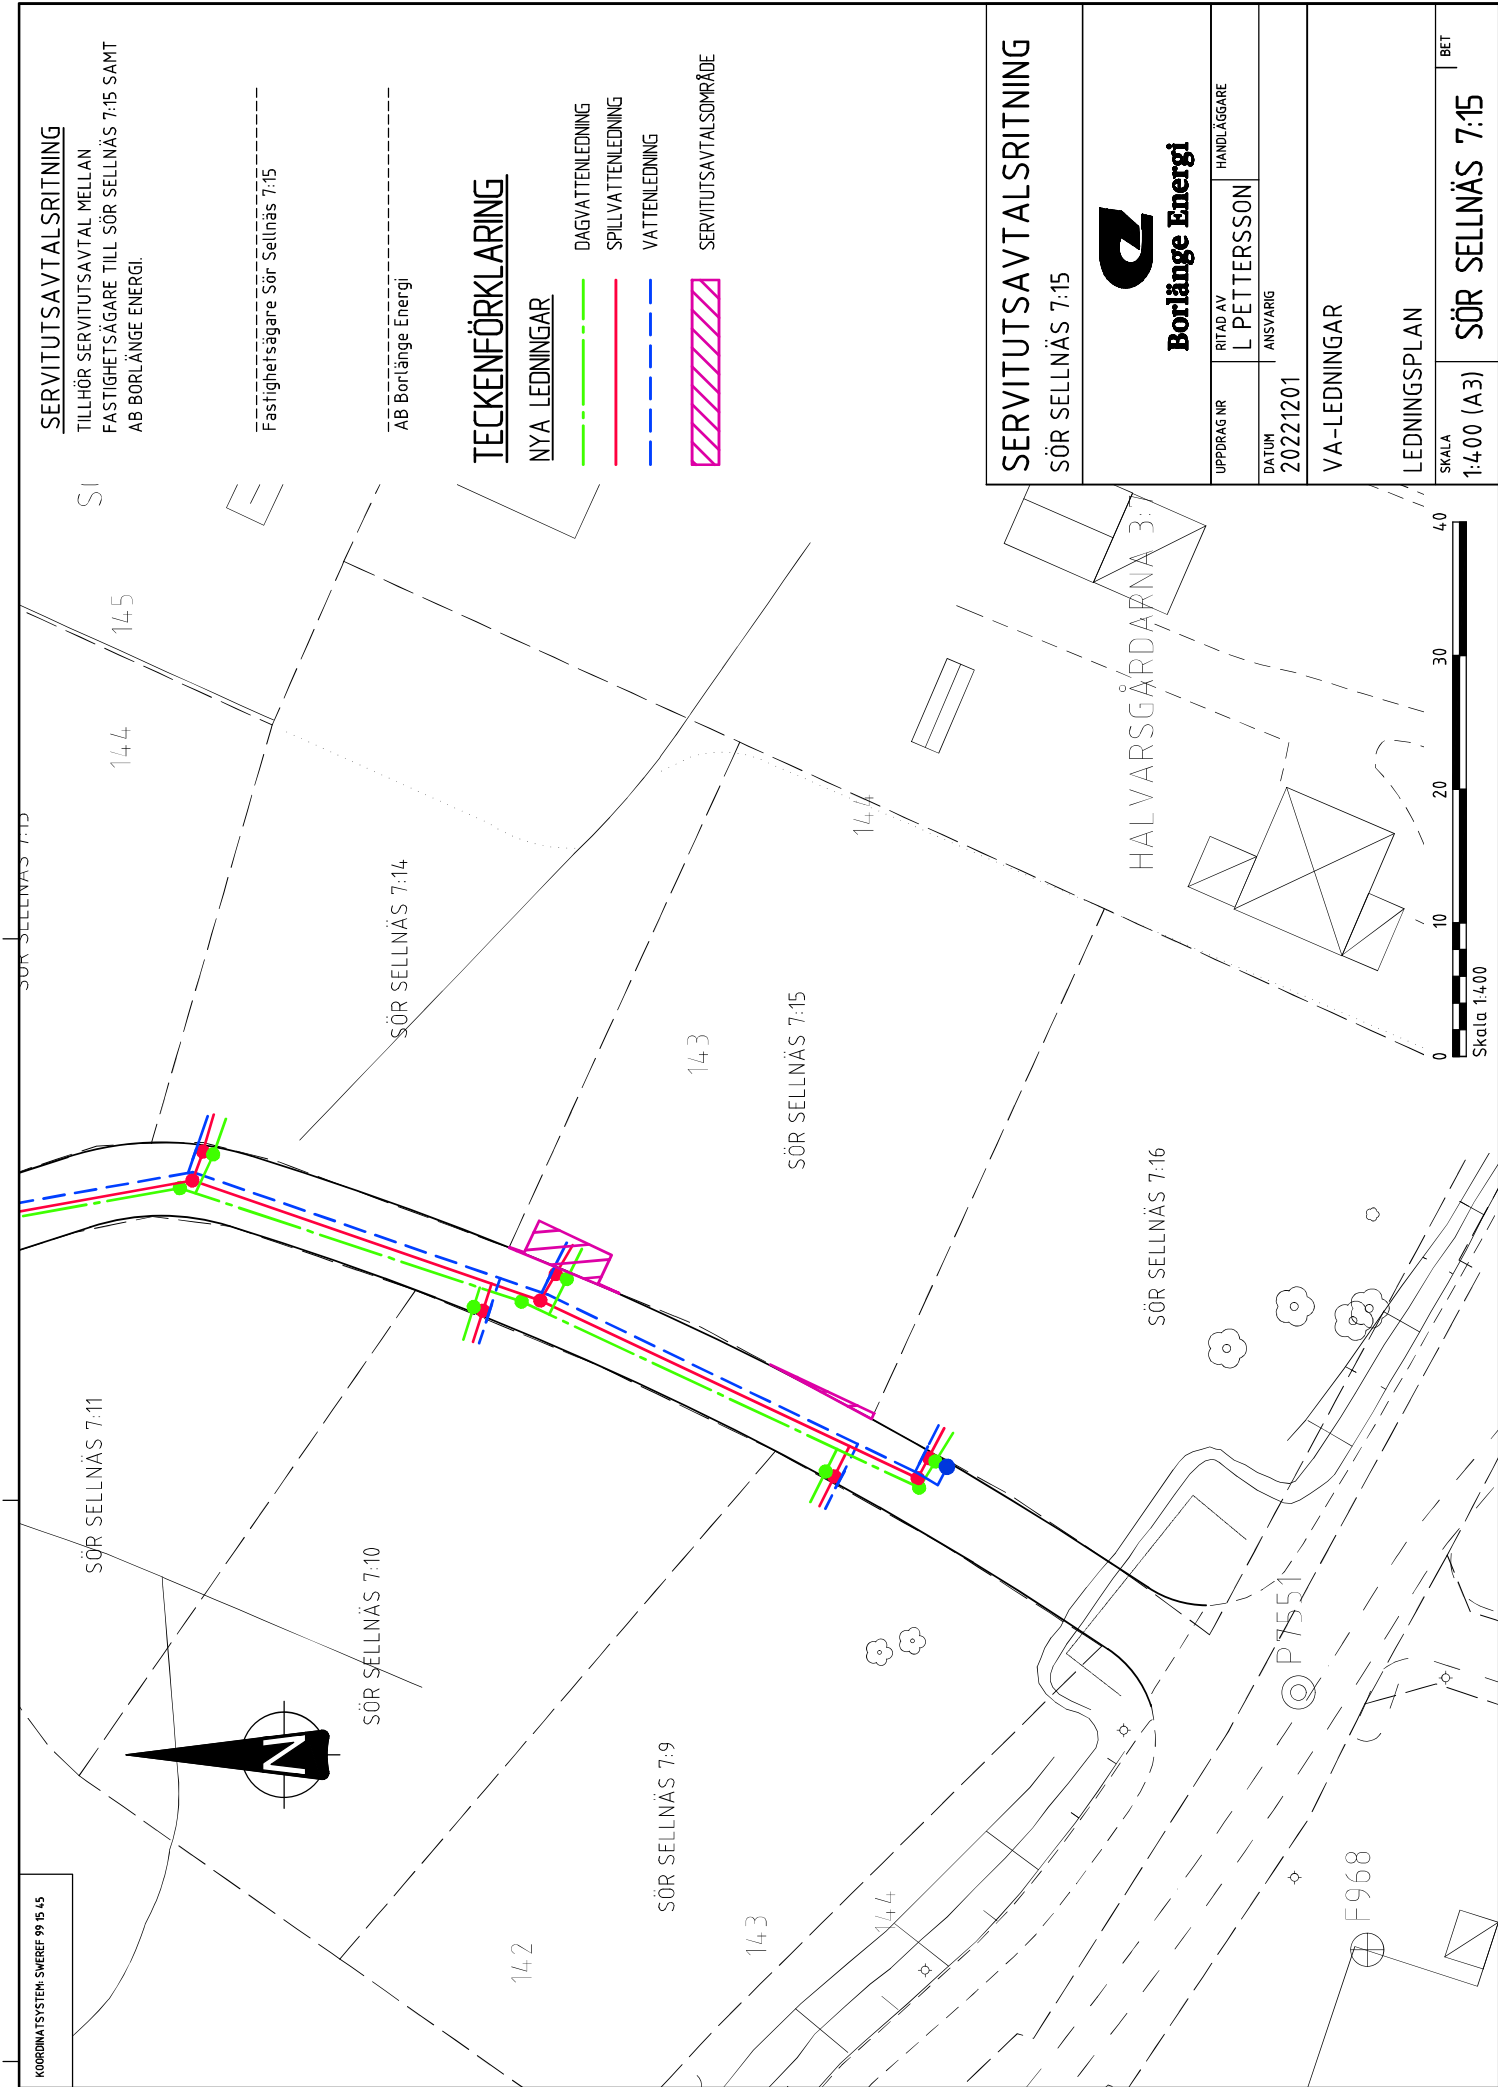 SERVITUTSAVTALSRITNING
TILLHÖR SERVITUTSAVTAL MELLAN
FASTIGHETSÄGARE TILL SÖR SELLNÄS 7:15 SAMT
AB BORLÄNGE ENERGI.
Fastighetsägare Sör Sellnäs 7:15
AB Borlänge Energi
TECKENFÖRKLARING
NYA LEDNINGAR
DAGVATTENLEDNING
SPILLVATTENLEDNING
VATTENLEDNING
SERVITUTSAVTALSOMRÅDE
SERVITUTSAVTALSRITNING
SÖR SELLNÄS 7:15
Borlänge Energi
UPPDRAG NR
RITAD AV
L PETTERSSON
HANDLÄGGARE
DATUM
20221201
ANSVARIG
VA-LEDNINGAR
LEDNINGSPLAN
SKALA
1:400 (A3)
SÖR SELLNÄS 7:15
BET
KOORDINATSYSTEM: SWEREF 99 15 45
SÖR SELLNÄS 7:11
SÖR SELLNÄS 7:10
SÖR SELLNÄS 7:9
SÖR SELLNÄS 7:13
SÖR SELLNÄS 7:14
SÖR SELLNÄS 7:15
SÖR SELLNÄS 7:16
HALVARSGÅRDARNA 3:
145
144
144
143
142
143
144
P7551
F968
N
0 10 20 30 40
Skala 1:400